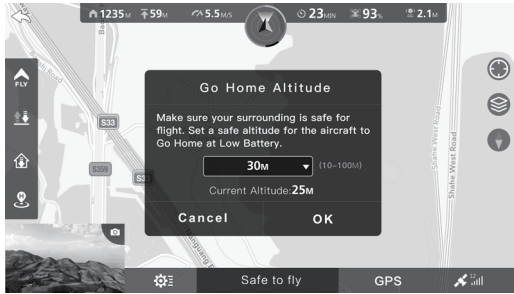 1235M 59M 5.5M/S 23MIN 93% 2.1M
FLY
Go Home Altitude
Make sure your surrounding is safe for
flight. Set a safe altitude for the aircraft to
Go Home at Low Battery.
30M (10-100M)
Current Altitude:25M
Cancel OK
S33
S359
S33
Shahe West Road
Shahe West Road
Nanguang
H
Safe to fly GPS 12